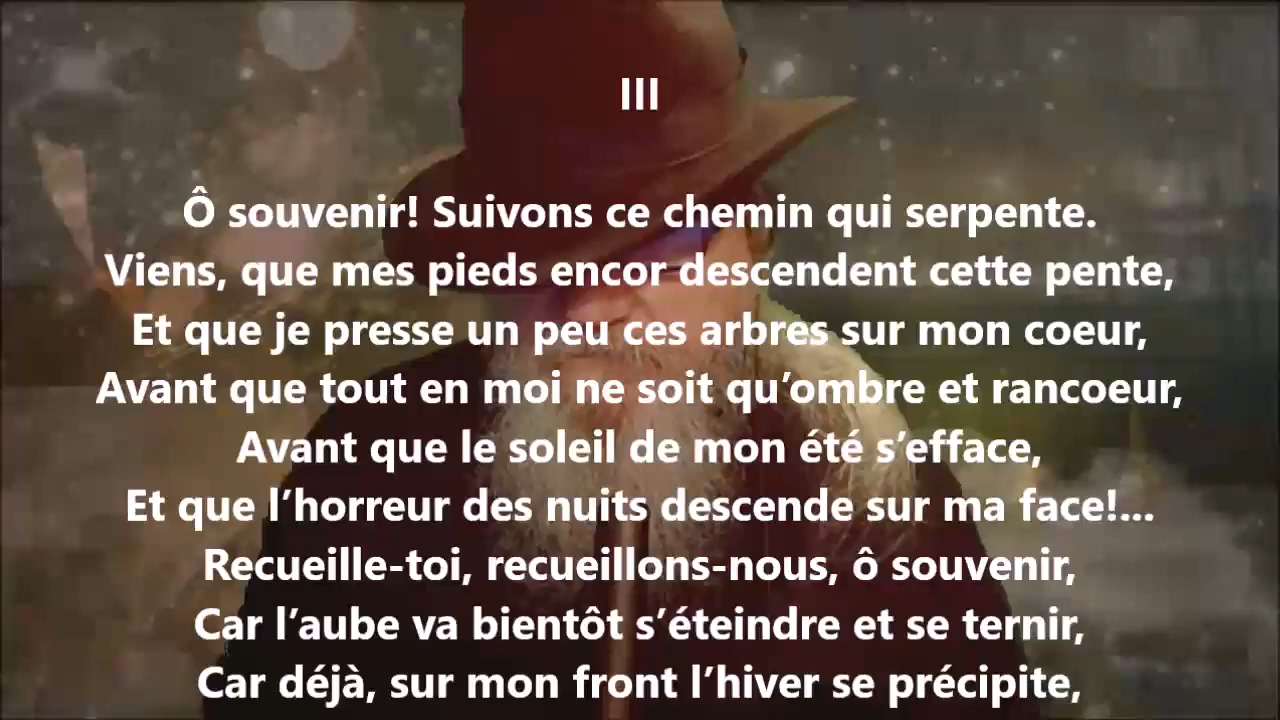 III
Ô souvenir! Suivons ce chemin qui serpente.
Viens, que mes pieds encor descendent cette pente,
Et que je presse un peu ces arbres sur mon coeur,
Avant que tout en moi ne soit qu’ombre et rancoeur,
Avant que le soleil de mon été s’efface,
Et que l’horreur des nuits descende sur ma face!...
Recueille-toi, recueillons-nous, ô souvenir,
Car l’aube va bientôt s’éteindre et se ternir,
Car déjà, sur mon front l’hiver se précipite,